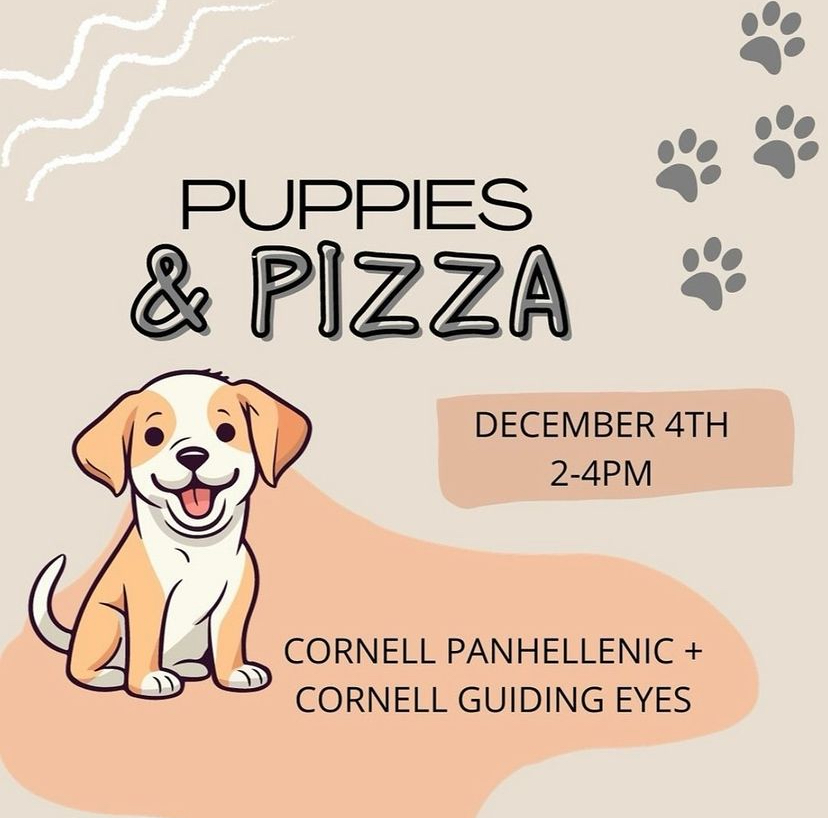 PUPPIES
& PIZZA
DECEMBER 4TH
2-4PM
CORNELL PANHELLENIC +
CORNELL GUIDING EYES